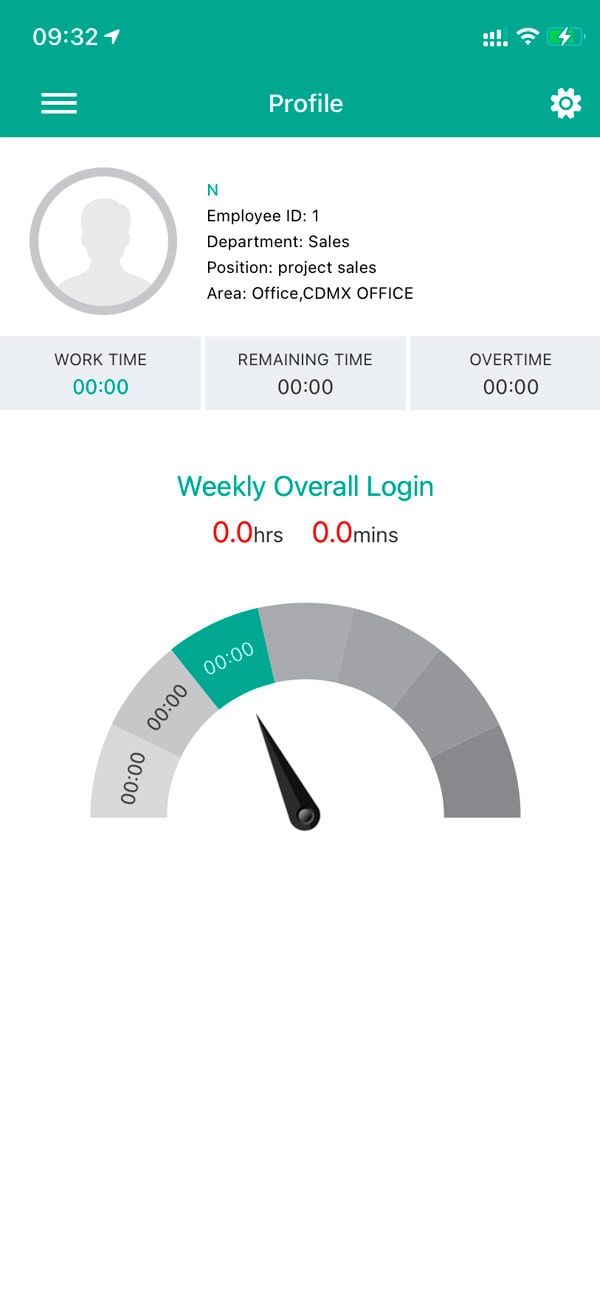 09:32
Profile
N
Employee ID: 1
Department: Sales
Position: project sales
Area: Office,CDMX OFFICE
WORK TIME
00:00
REMAINING TIME
00:00
OVERTIME
00:00
Weekly Overall Login
0.0hrs 0.0mins
00:00
00:00
00:00